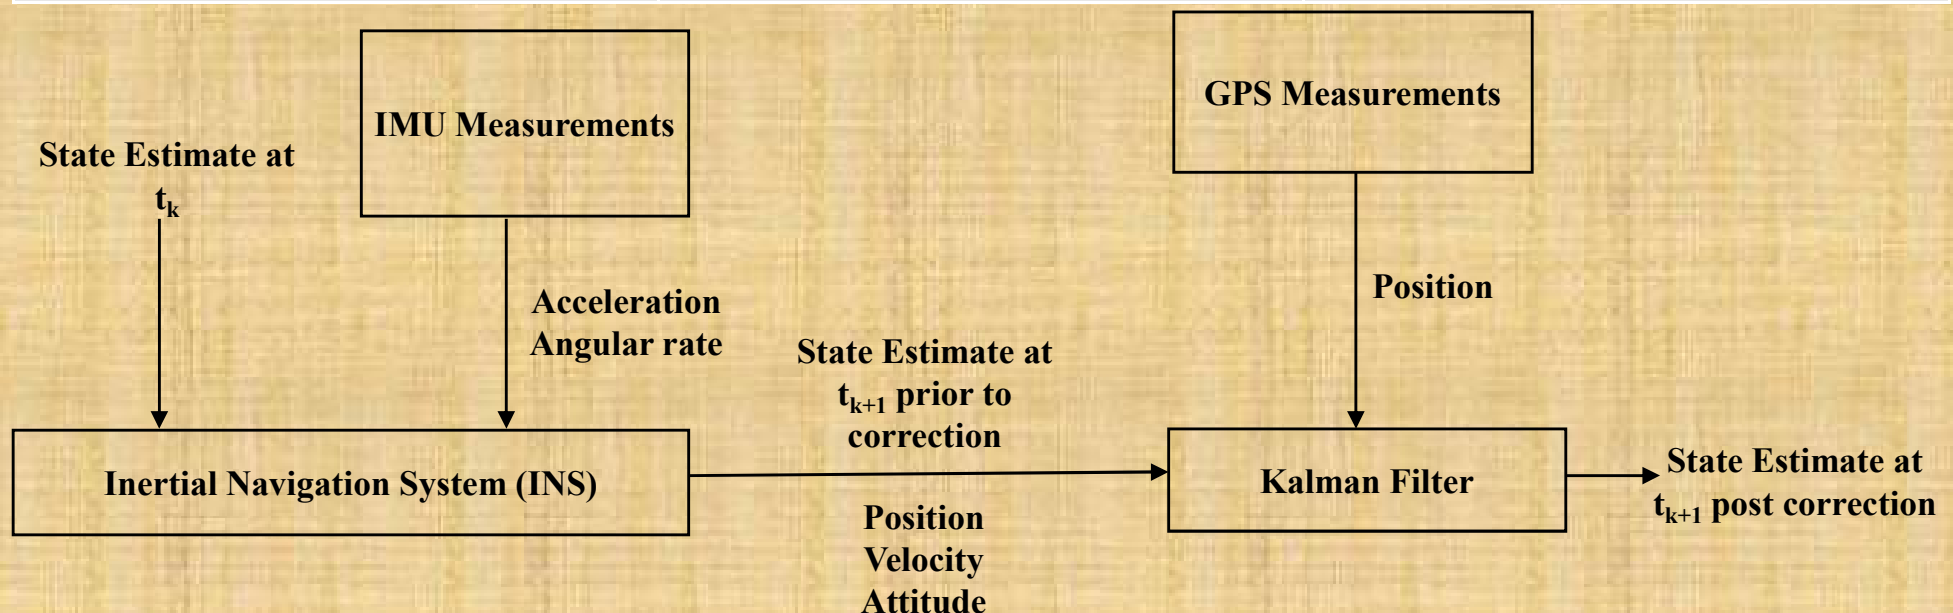 IMU Measurements
GPS Measurements
State Estimate at
tₖ
Acceleration
Angular rate
Position
State Estimate at
tₖ₊₁ prior to
correction
Inertial Navigation System (INS)
Kalman Filter
State Estimate at
tₖ₊₁ post correction
Position
Velocity
Attitude